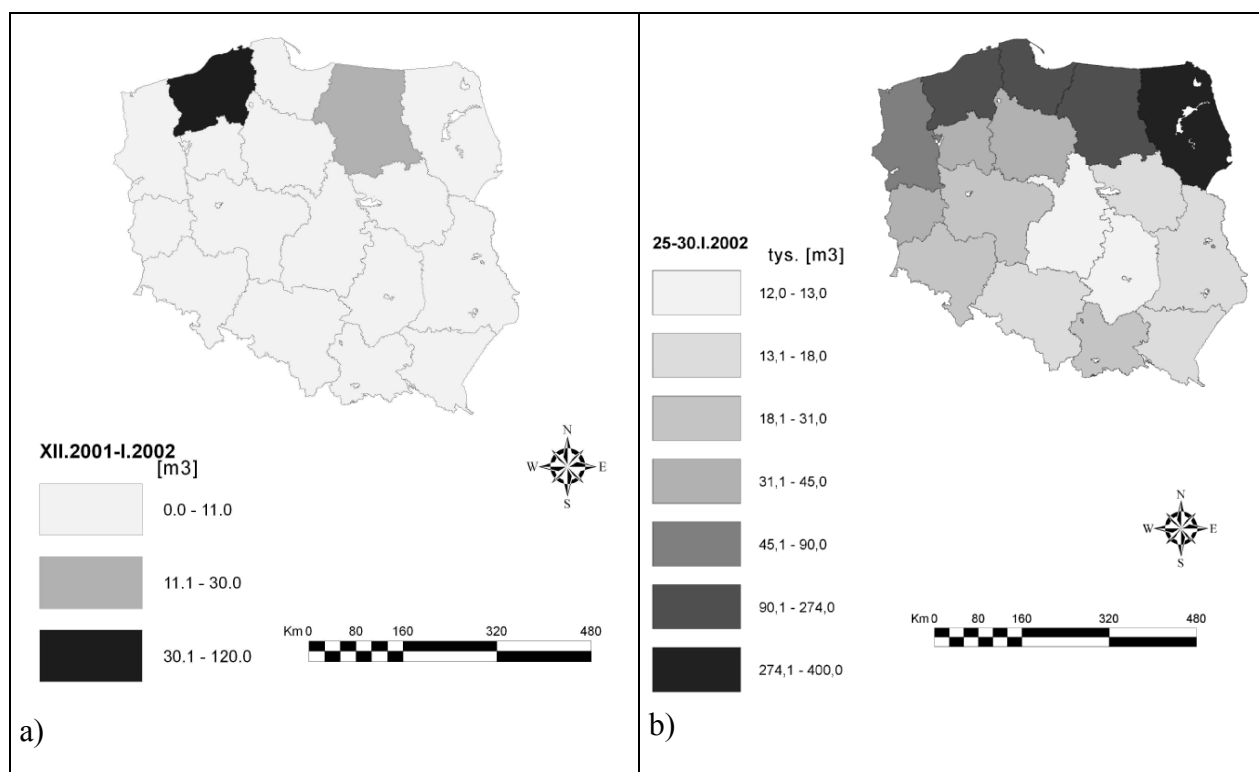 XII.2001-I.2002
[m3]
0.0 - 11.0
11.1 - 30.0
30.1 - 120.0
N
W E
S
Km 0 80 160 320 480
a)
25-30.I.2002
tys. [m3]
12,0 - 13,0
13,1 - 18,0
18,1 - 31,0
31,1 - 45,0
45,1 - 90,0
90,1 - 274,0
274,1 - 400,0
N
W E
S
Km 0 80 160 320 480
b)